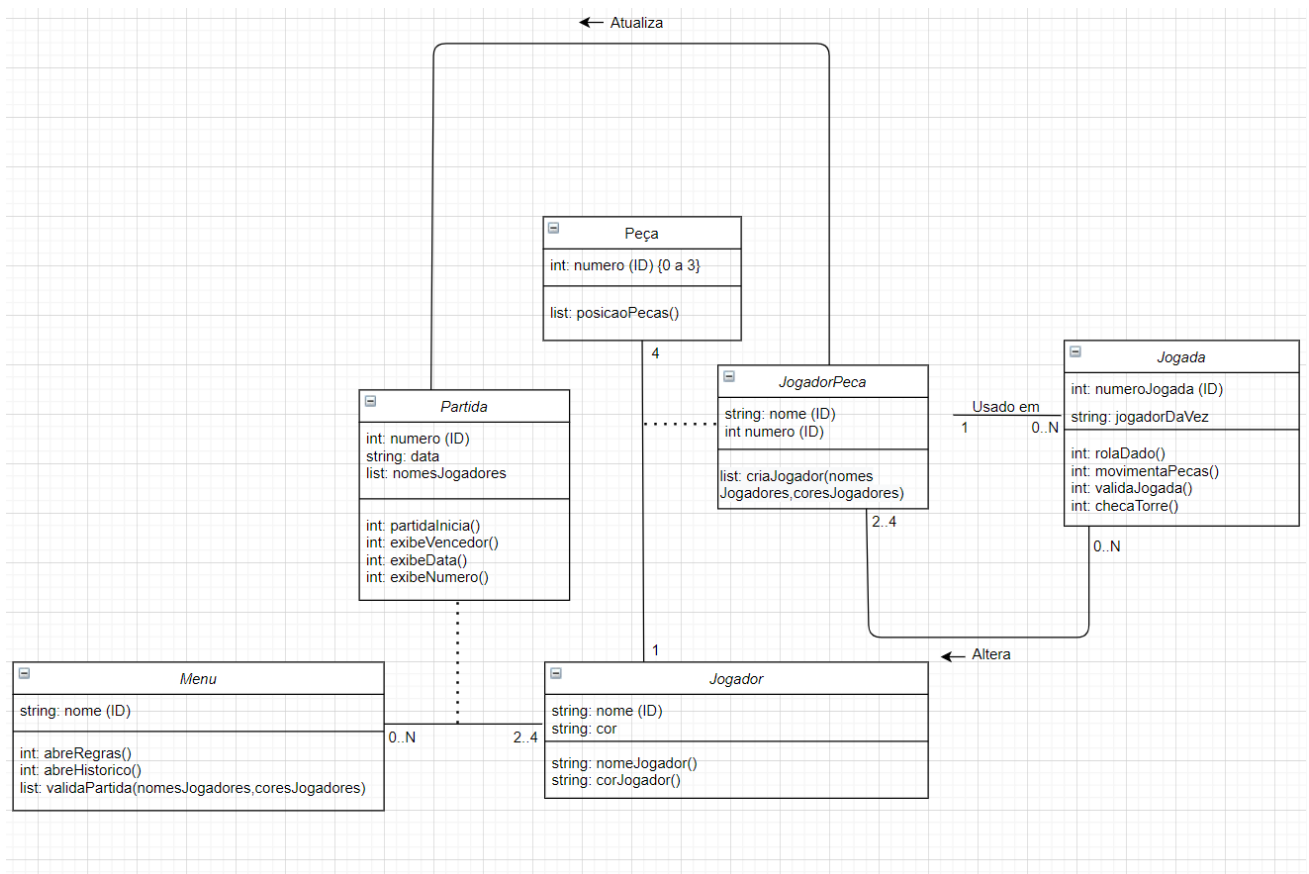 Atualiza
Peça
int: numero (ID) {0 a 3}
list: posicaoPecas()
4
JogadorPeca
string: nome (ID)
int numero (ID)
list: criaJogador(nomes
Jogadores,coresJogadores)
2..4
Usado em
1
0..N
Jogada
int: numeroJogada (ID)
string: jogadorDaVez
int: rolaDado()
int: movimentaPecas()
int: validaJogada()
int: checaTorre()
0..N
Altera
Partida
int: numero (ID)
string: data
list: nomesJogadores
int: partidaInicia()
int: exibeVencedor()
int: exibeData()
int: exibeNumero()
1
Menu
string: nome (ID)
int: abreRegras()
int: abreHistorico()
list: validaPartida(nomesJogadores,coresJogadores)
0..N
2..4
Jogador
string: nome (ID)
string: cor
string: nomeJogador()
string: corJogador()